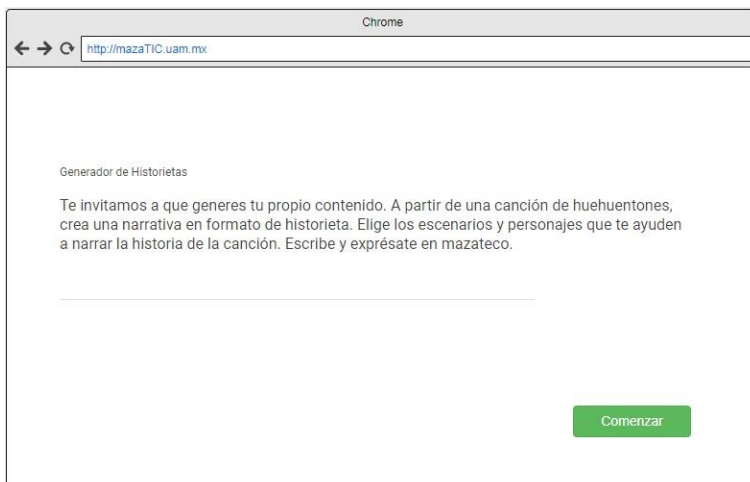 Chrome
http://mazaTIC.uam.mx
Generador de Historietas
Te invitamos a que generes tu propio contenido. A partir de una canción de huehuentones,
crea una narrativa en formato de historieta. Elige los escenarios y personajes que te ayuden
a narrar la historia de la canción. Escribe y exprésate en mazateco.
Comenzar